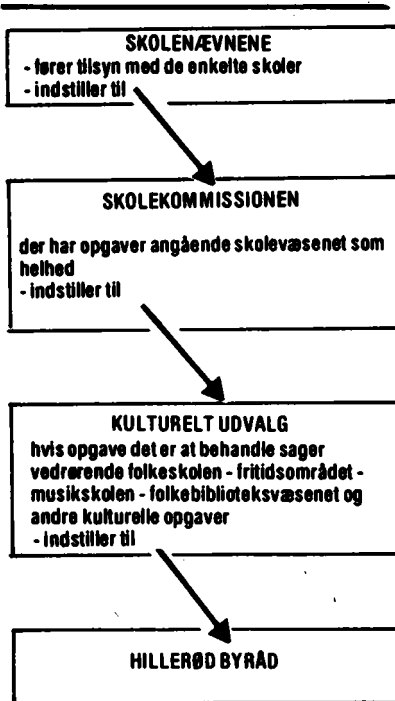 SKOLENÆVNENE
- fører tilsyn med de enkelte skoler
- indstiller til
SKOLEKOMMISSIONEN
der har opgaver angående skolevæsenet som
helhed
- indstiller til
KULTURELT UDVALG
hvis opgave det er at behandle sager
vedrørende folkeskolen - fritidsområdet -
musikskolen - folkebiblioteksvæsenet og
andre kulturelle opgaver
- indstiller til
HILLERØD BYRÅD